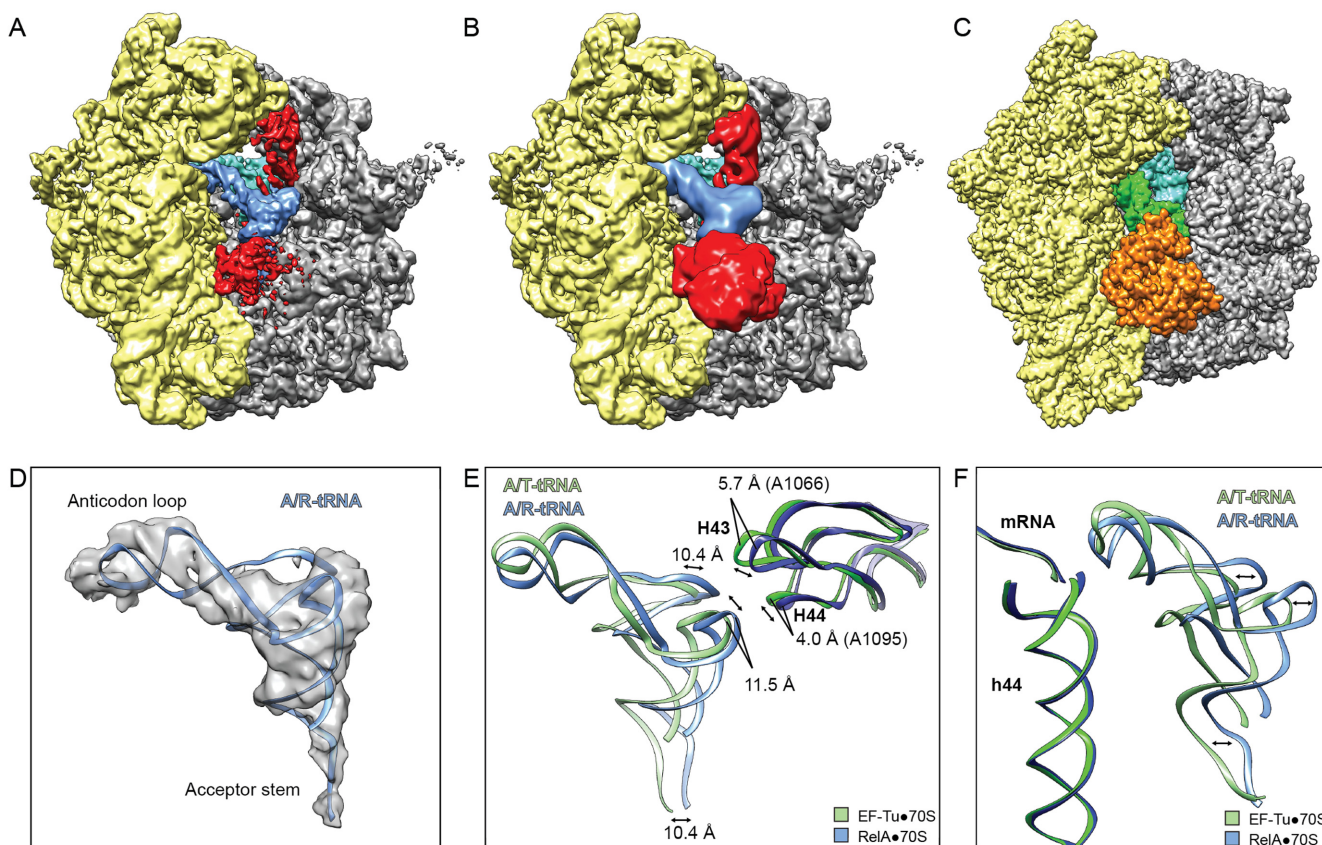 A
B
C
D
Anticodon loop
A/R-tRNA
Acceptor stem
E
A/T-tRNA
A/R-tRNA
5.7 Å (A1066)
H43
10.4 Å
H44
4.0 Å (A1095)
11.5 Å
10.4 Å
EF-Tu●70S
RelA●70S
F
A/T-tRNA
A/R-tRNA
mRNA
h44
EF-Tu●70S
RelA●70S